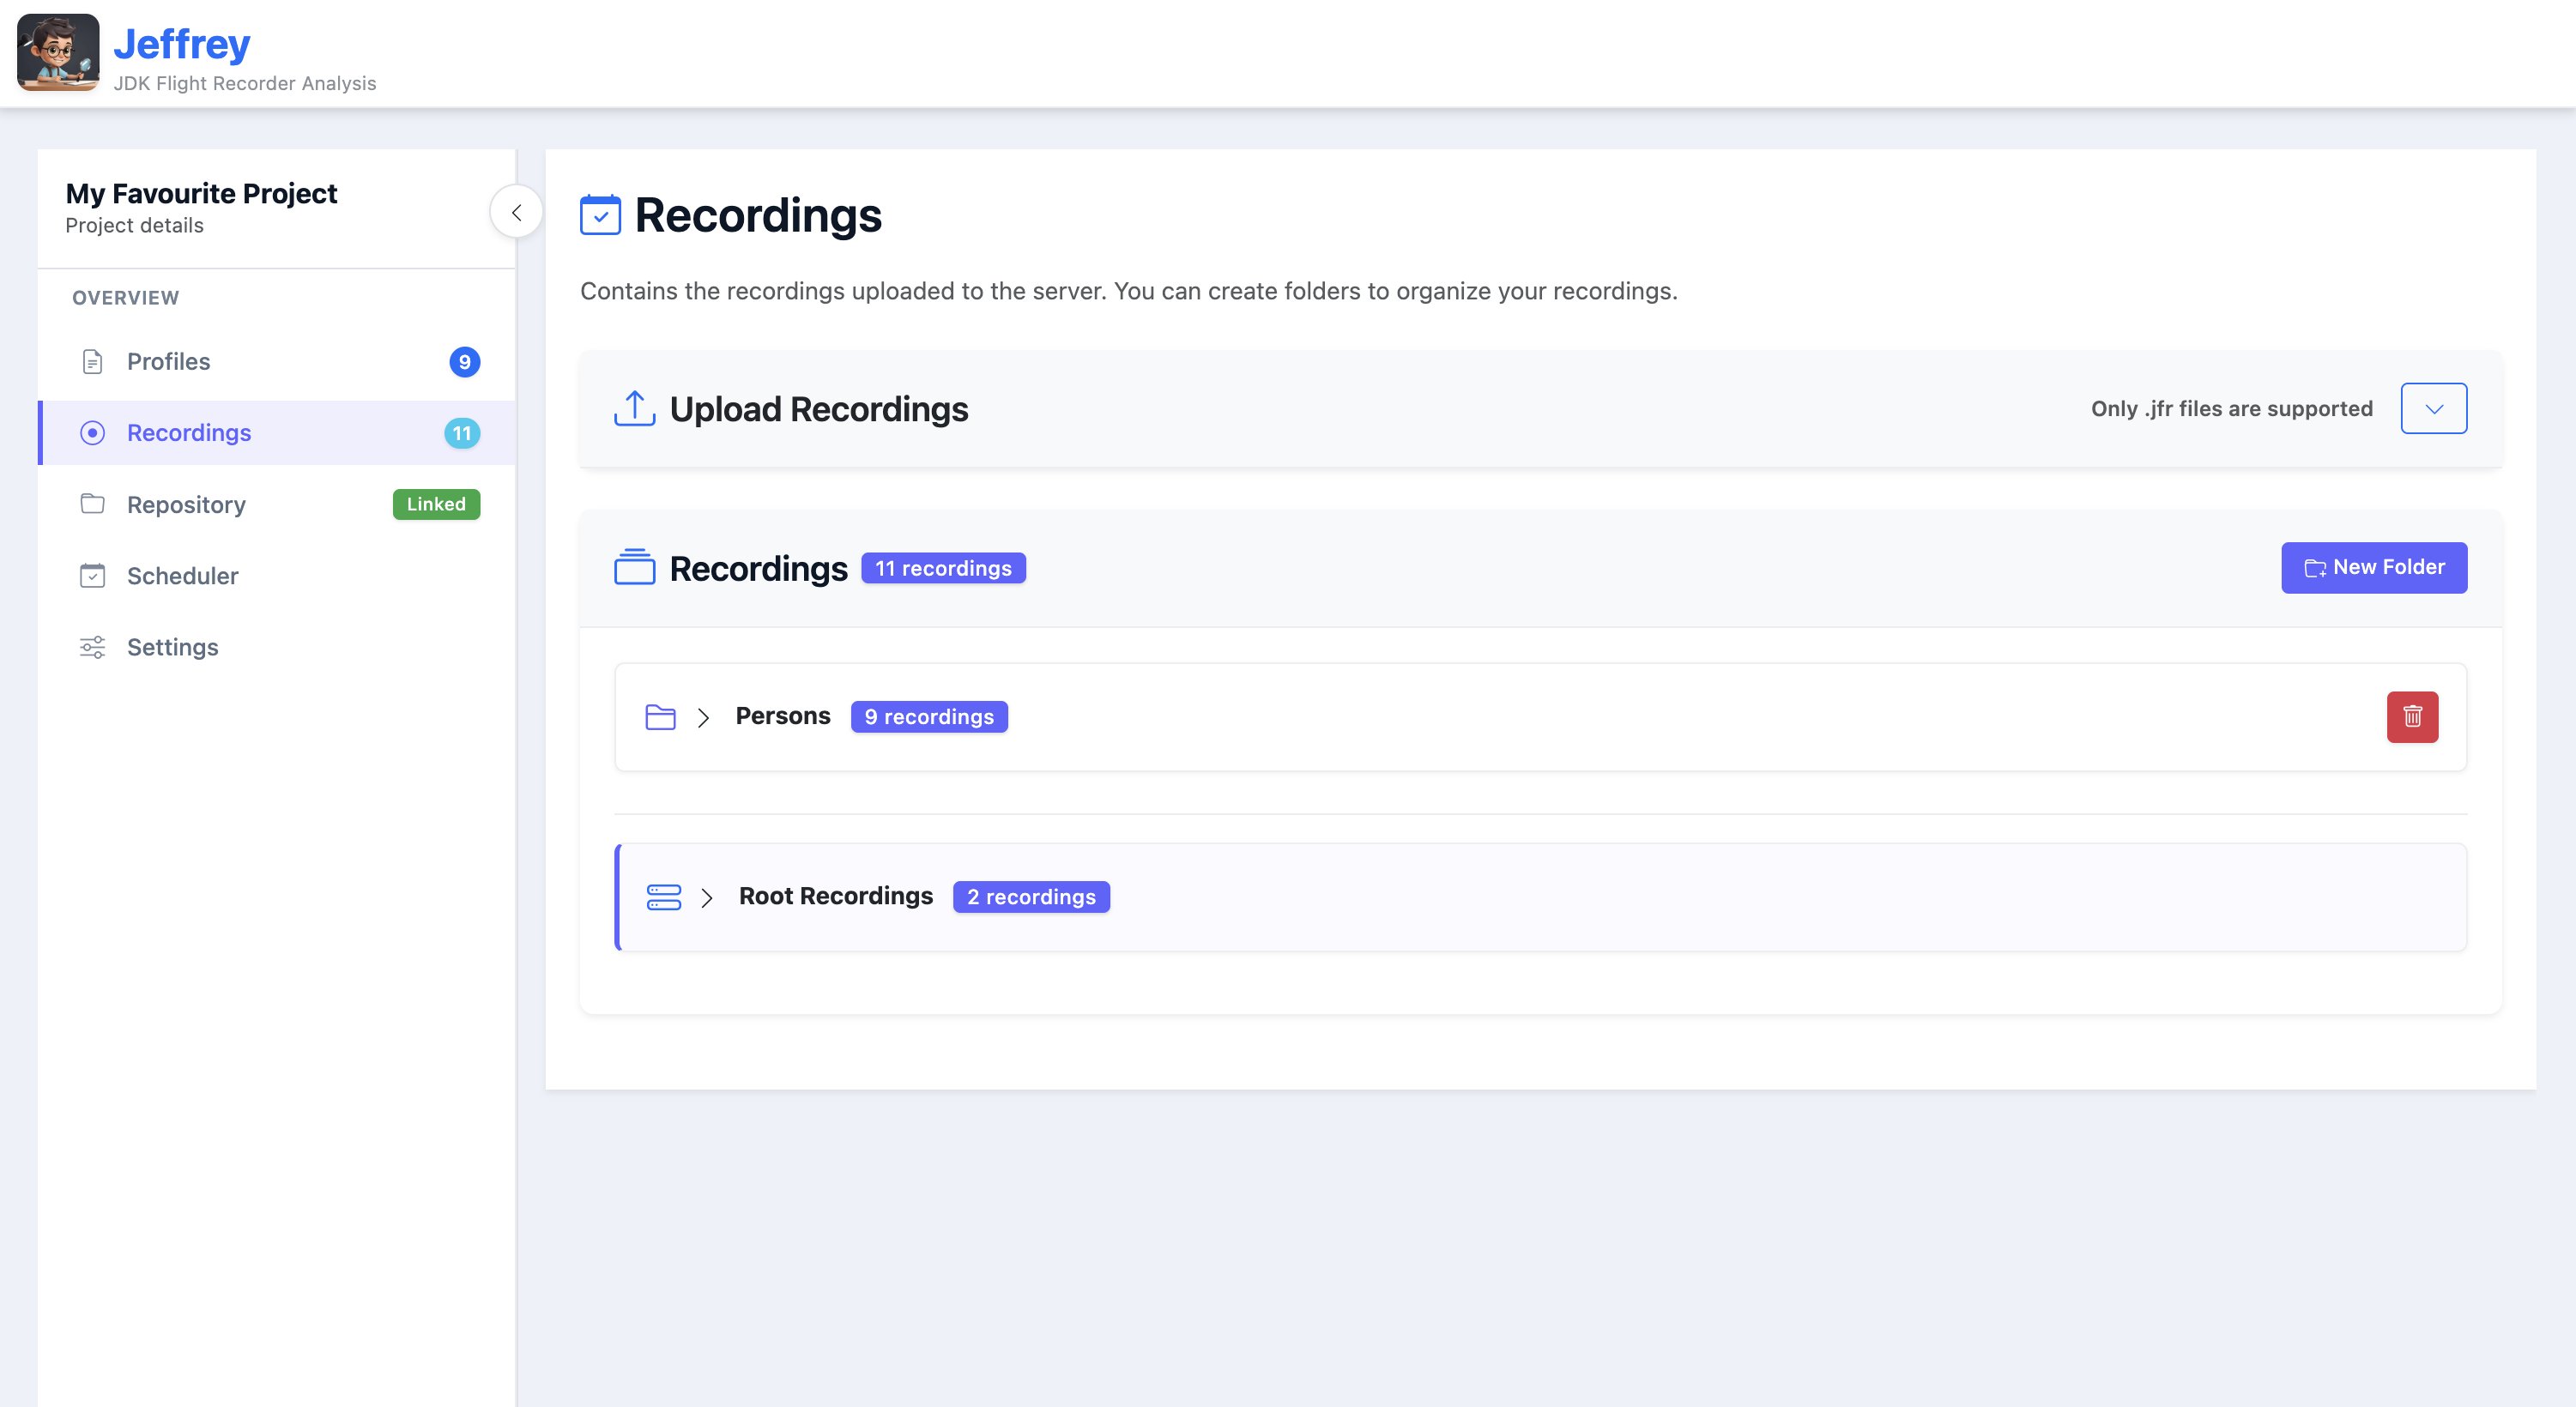 Jeffrey
JDK Flight Recorder Analysis
My Favourite Project
Project details
OVERVIEW
Profiles 9
Recordings 11
Repository Linked
Scheduler
Settings
Recordings
Contains the recordings uploaded to the server. You can create folders to organize your recordings.
Upload Recordings Only .jfr files are supported
Recordings 11 recordings New Folder
Persons 9 recordings
Root Recordings 2 recordings